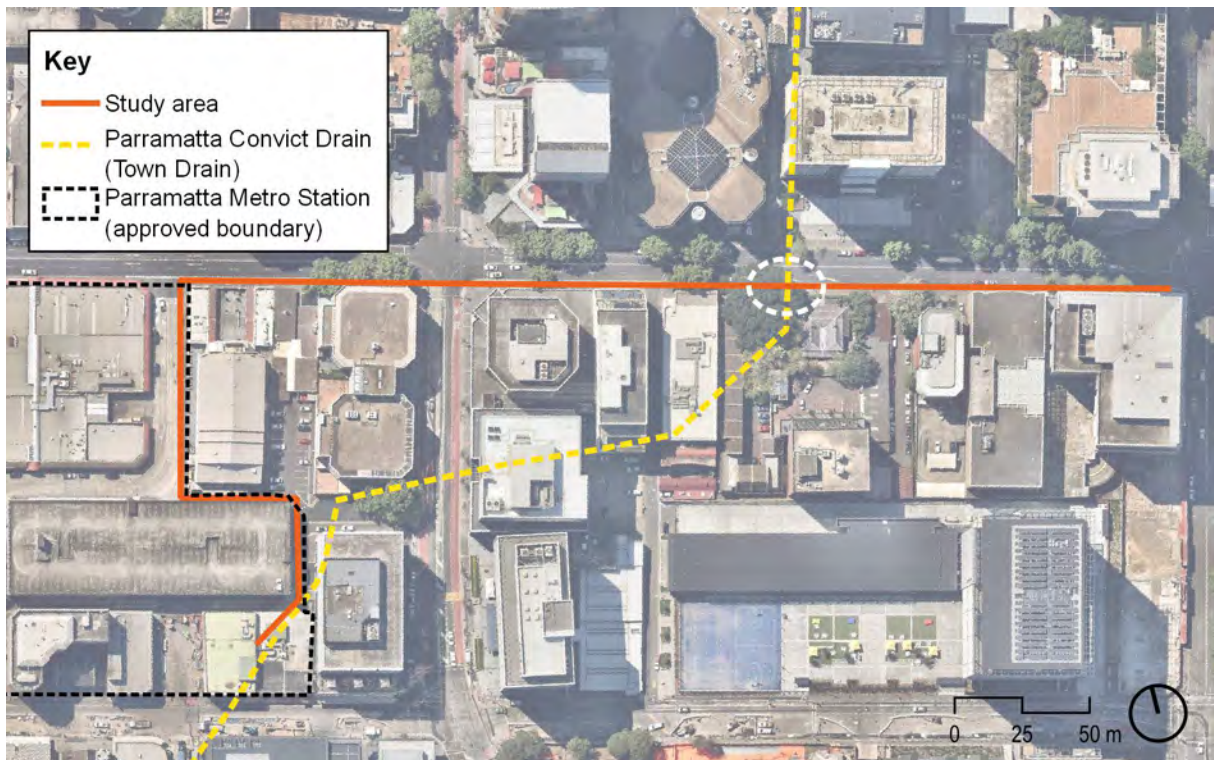 Key
Study area
Parramatta Convict Drain
(Town Drain)
Parramatta Metro Station
(approved boundary)
0 25 50 m